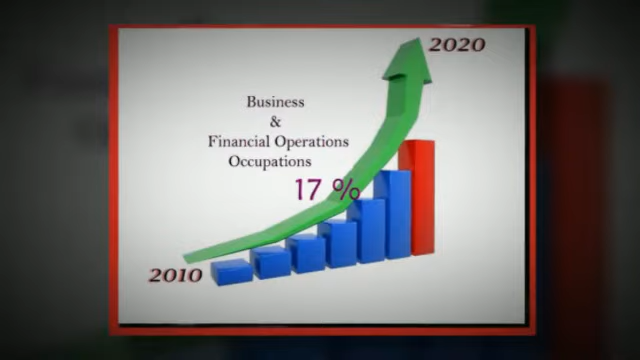 2020
Business
&
Financial Operations
Occupations
17 %
2010